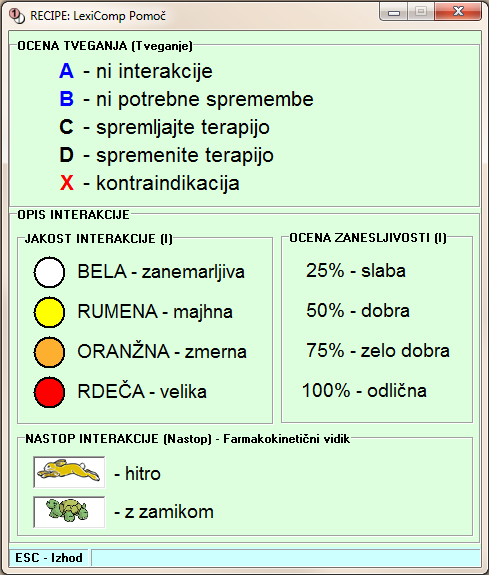 RECIPE: LexiComp Pomoč
OCENA TVEGANJA (Tveganje)
A - ni interakcije
B - ni potrebne spremembe
C - spremljajte terapijo
D - spremenite terapijo
X - kontraindikacija
OPIS INTERAKCIJE
JAKOST INTERAKCIJE (I)
BELA - zanemarljiva
RUMENA - majhna
ORANŽNA - zmerna
RDEČA - velika
OCENA ZANESLJIVOSTI (I)
25% - slaba
50% - dobra
75% - zelo dobra
100% - odlična
NASTOP INTERAKCIJE (Nastop) - Farmakokinetični vidik
- hitro
- z zamikom
ESC - Izhod